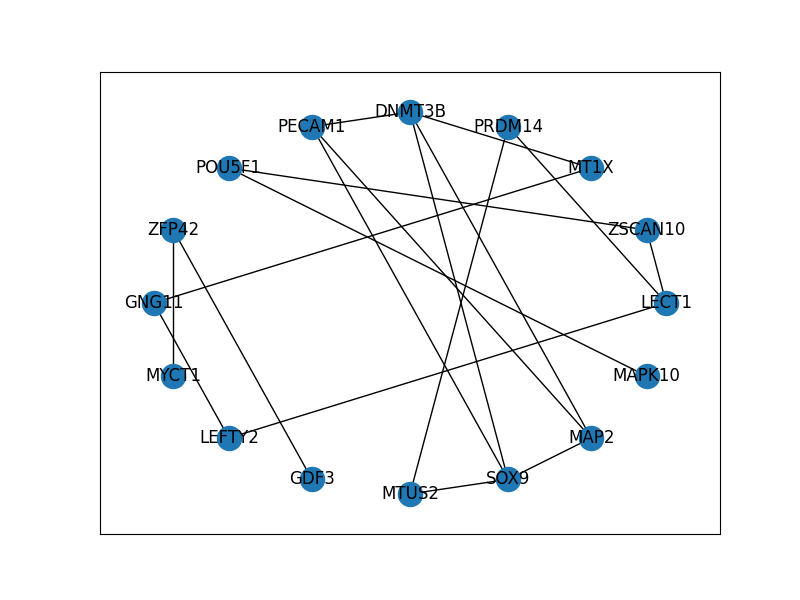 DNMT3B
PECAM1
PRDM14
POU5F1
MT1X
ZFP42
ZSCAN10
GNG11
LECT1
MYCT1
MAPK10
LEFTY2
MAP2
GDF3
SOX9
MTUS2